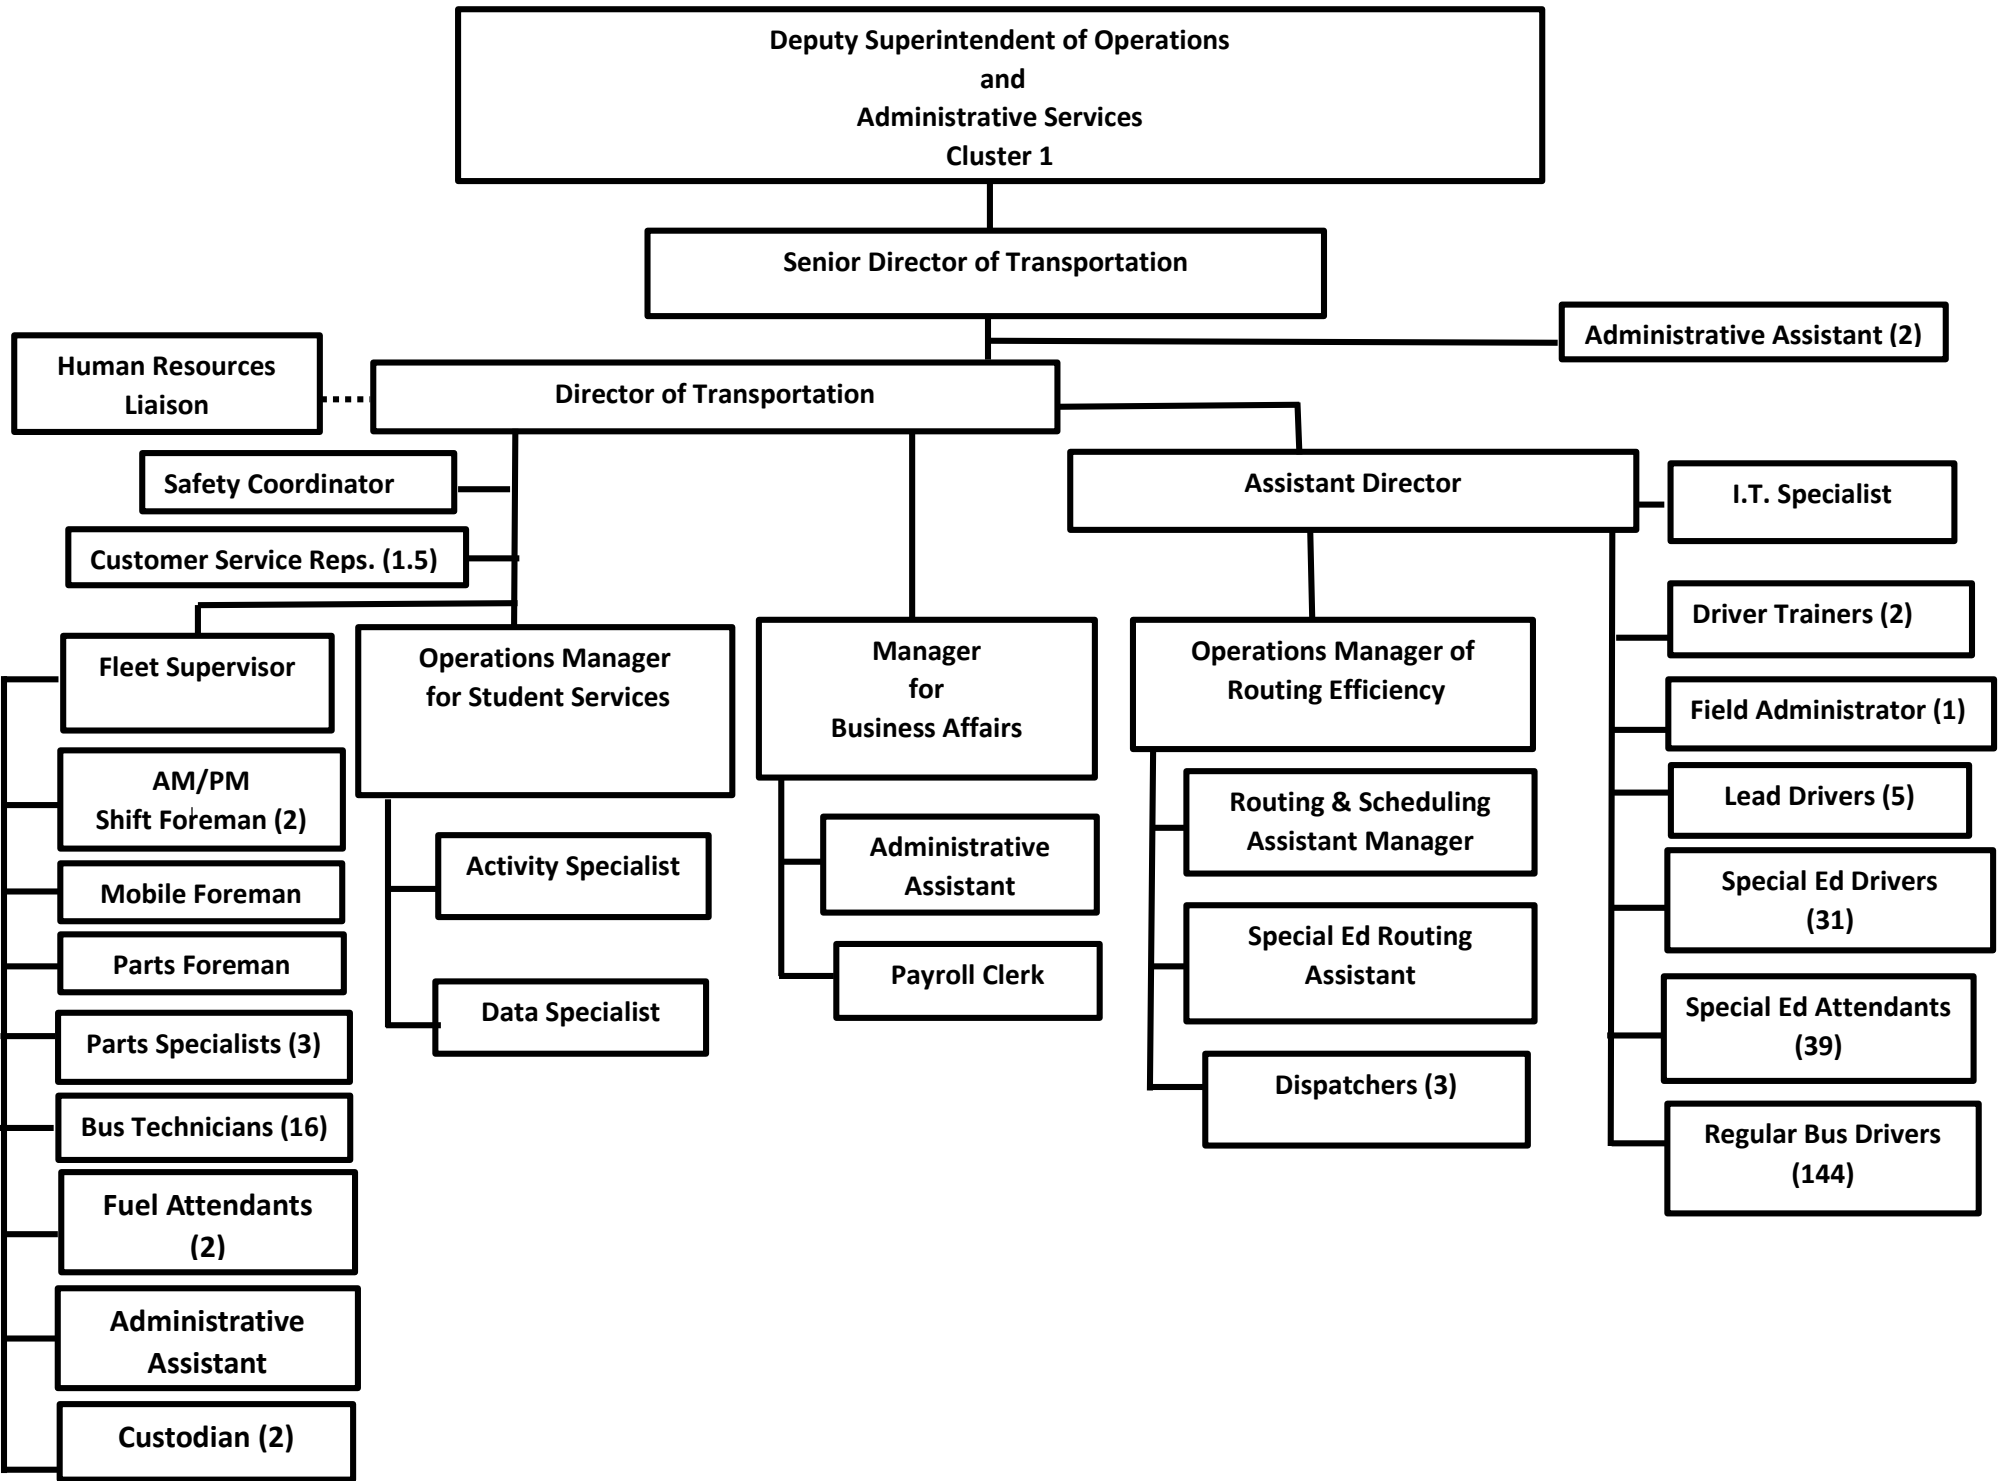 Deputy Superintendent of Operations
and
Administrative Services
Cluster 1
Senior Director of Transportation
Administrative Assistant (2)
Human Resources
Liaison
Director of Transportation
Safety Coordinator
Customer Service Reps. (1.5)
Assistant Director
I.T. Specialist
Fleet Supervisor
AM/PM
Shift Foreman (2)
Mobile Foreman
Parts Foreman
Parts Specialists (3)
Bus Technicians (16)
Fuel Attendants
(2)
Administrative
Assistant
Custodian (2)
Operations Manager
for Student Services
Activity Specialist
Data Specialist
Manager
for
Business Affairs
Administrative
Assistant
Payroll Clerk
Operations Manager of
Routing Efficiency
Routing & Scheduling
Assistant Manager
Special Ed Routing
Assistant
Dispatchers (3)
Driver Trainers (2)
Field Administrator (1)
Lead Drivers (5)
Special Ed Drivers
(31)
Special Ed Attendants
(39)
Regular Bus Drivers
(144)